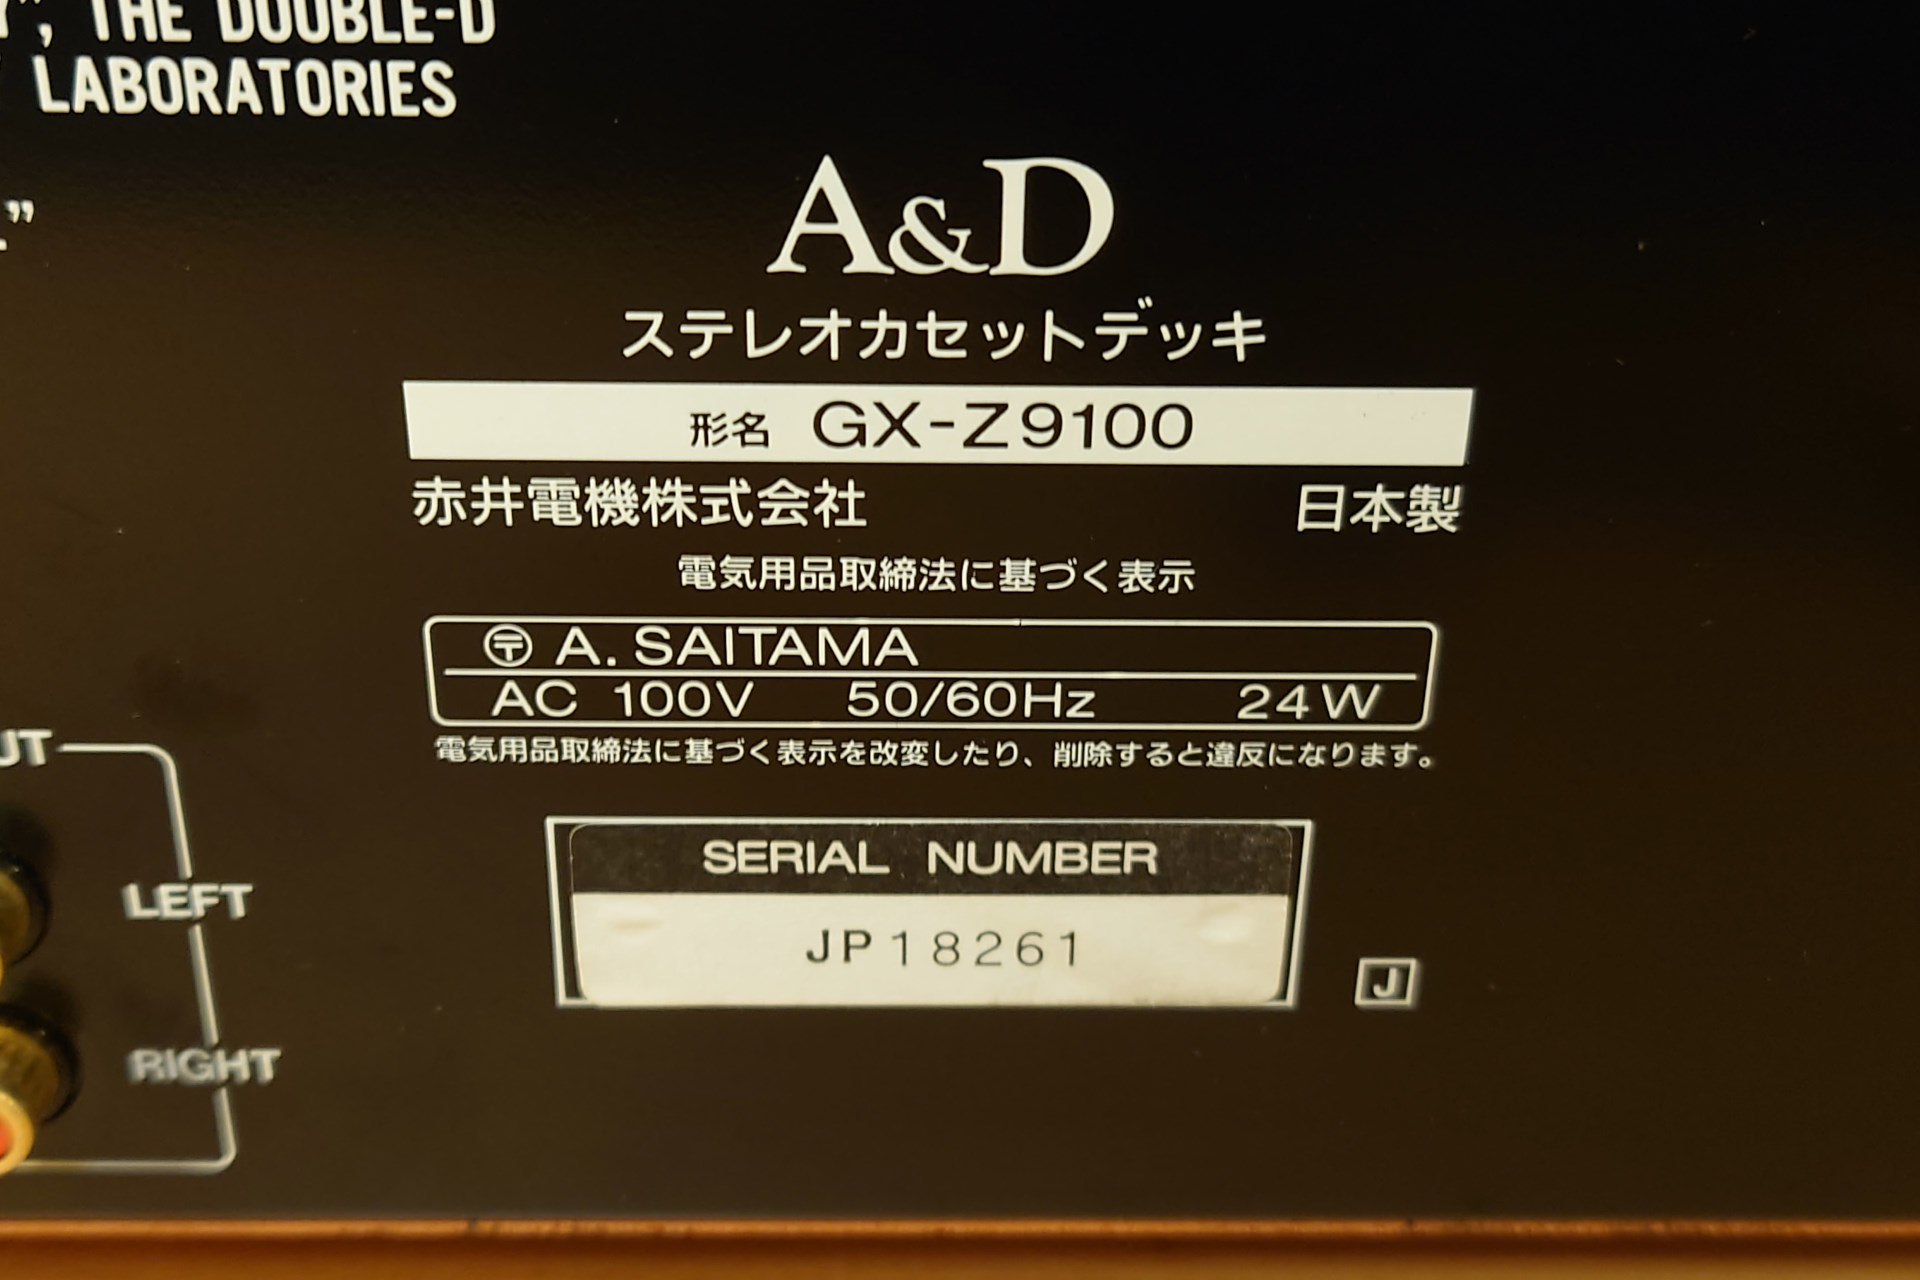 THE DOUBLE-D
LABORATORIES
A&D
ステレオカセットデッキ
形名 GX-Z9100
赤井電機株式会社 日本製
電気用品取締法に基づく表示
〒 A. SAITAMA
AC 100V 50/60Hz 24W
電気用品取締法に基づく表示を改変したり、削除すると違反になります。
SERIAL NUMBER
JP18261
J
LEFT
RIGHT